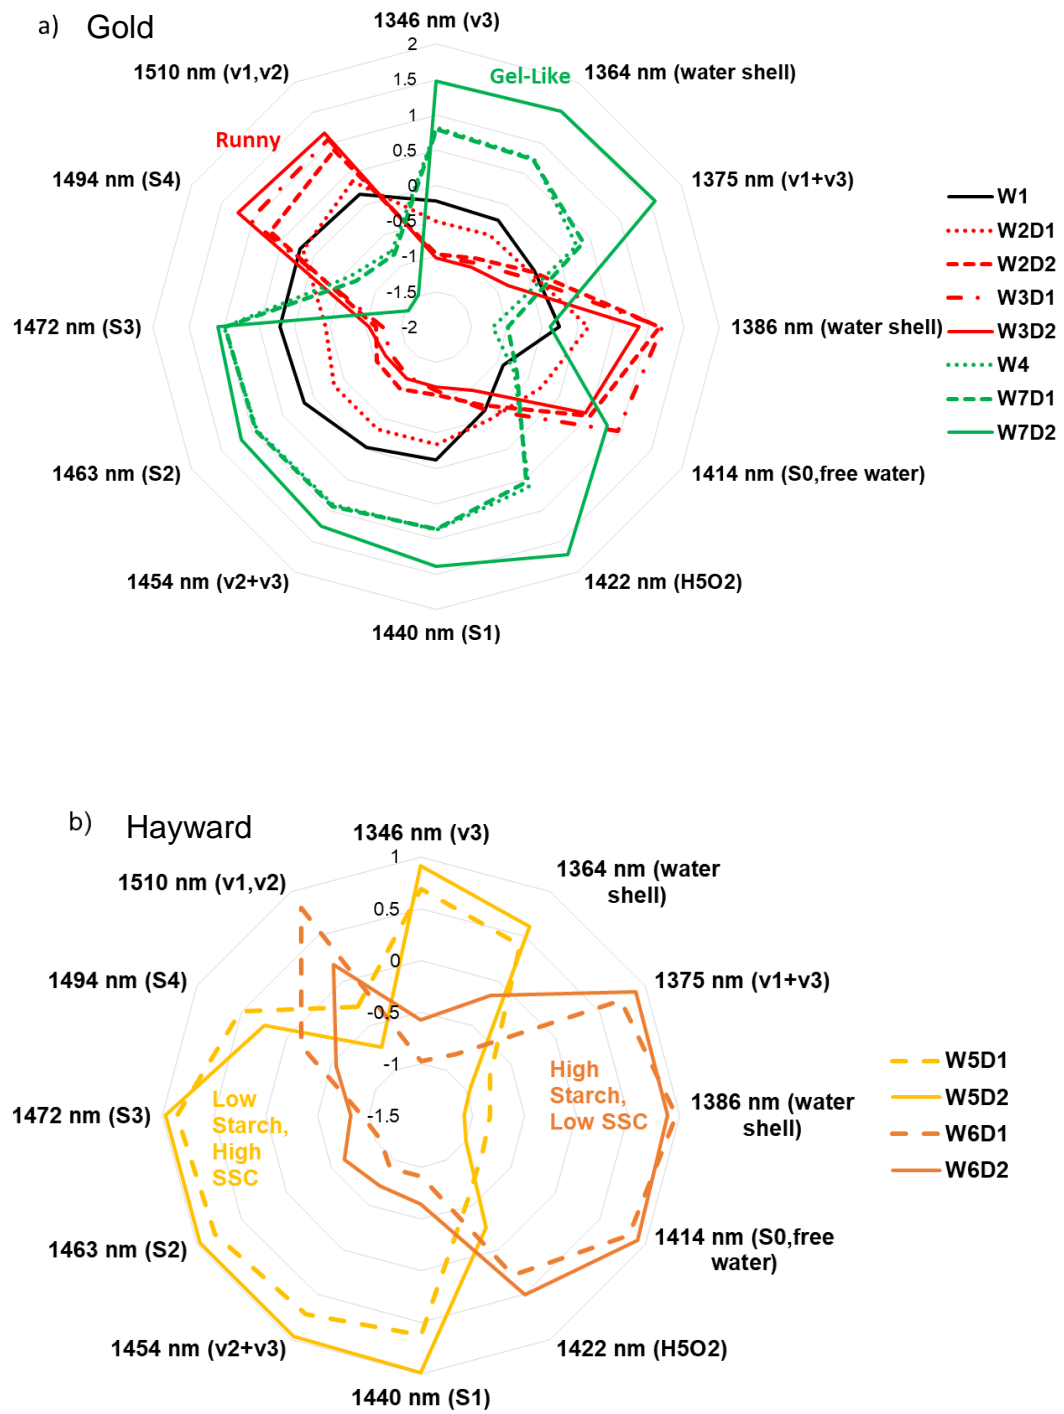 a) Gold
1346 nm (v3)
2
1510 nm (v1,v2)
1364 nm (water shell)
1.5
Gel-Like
1
Runny
0.5
1494 nm (S4)
0
1375 nm (v1+v3)
-0.5
-1
-1.5
1472 nm (S3)
-2
1386 nm (water shell)
1463 nm (S2)
1414 nm (S0,free water)
1454 nm (v2+v3)
1422 nm (H5O2)
1440 nm (S1)
W1
W2D1
W2D2
W3D1
W3D2
W4
W7D1
W7D2
b) Hayward
1346 nm (v3)
1
1510 nm (v1,v2)
1364 nm (water
shell)
0.5
1494 nm (S4)
0
1375 nm (v1+v3)
-0.5
-1
-1.5
1472 nm (S3)
Low
Starch,
High
SSC
High
Starch,
Low SSC
1386 nm (water
shell)
1463 nm (S2)
1414 nm (S0,free
water)
1454 nm (v2+v3)
1422 nm (H5O2)
1440 nm (S1)
W5D1
W5D2
W6D1
W6D2